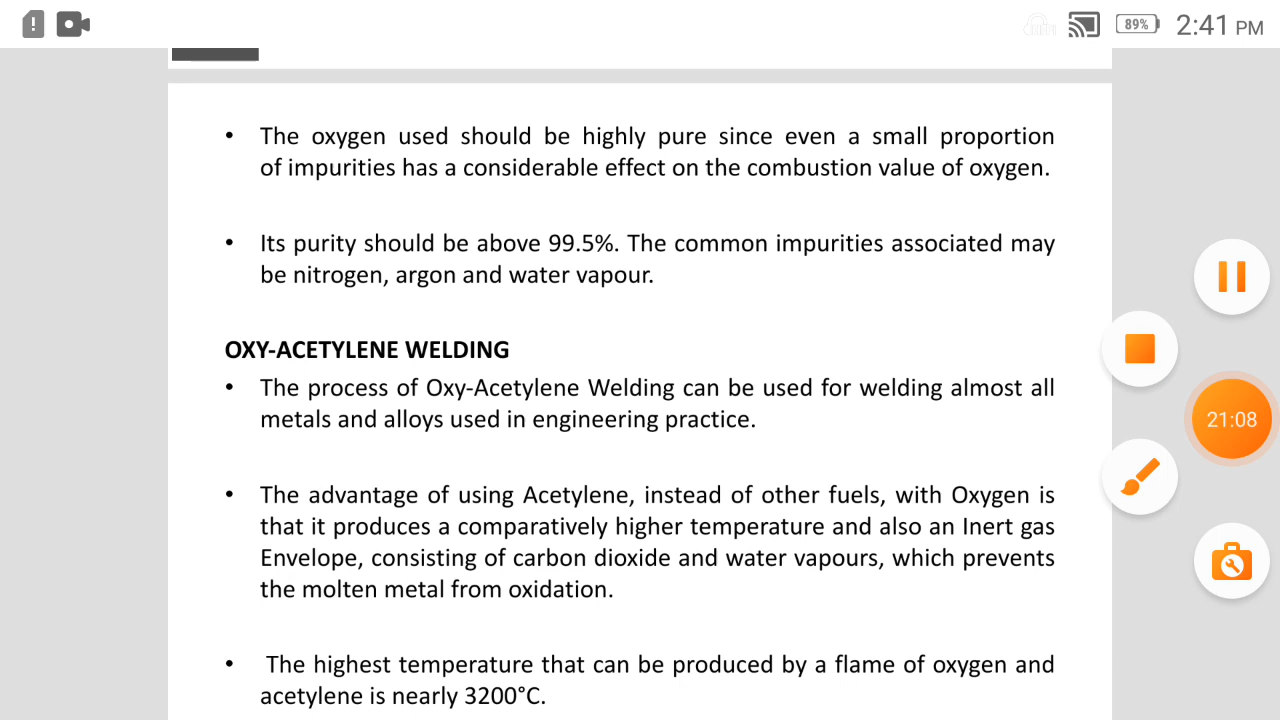 89%
2:41 PM
• The oxygen used should be highly pure since even a small proportion
of impurities has a considerable effect on the combustion value of oxygen.
• Its purity should be above 99.5%. The common impurities associated may
be nitrogen, argon and water vapour.
OXY-ACETYLENE WELDING
• The process of Oxy-Acetylene Welding can be used for welding almost all
metals and alloys used in engineering practice.
• The advantage of using Acetylene, instead of other fuels, with Oxygen is
that it produces a comparatively higher temperature and also an Inert gas
Envelope, consisting of carbon dioxide and water vapours, which prevents
the molten metal from oxidation.
• The highest temperature that can be produced by a flame of oxygen and
acetylene is nearly 3200°C.
21:08